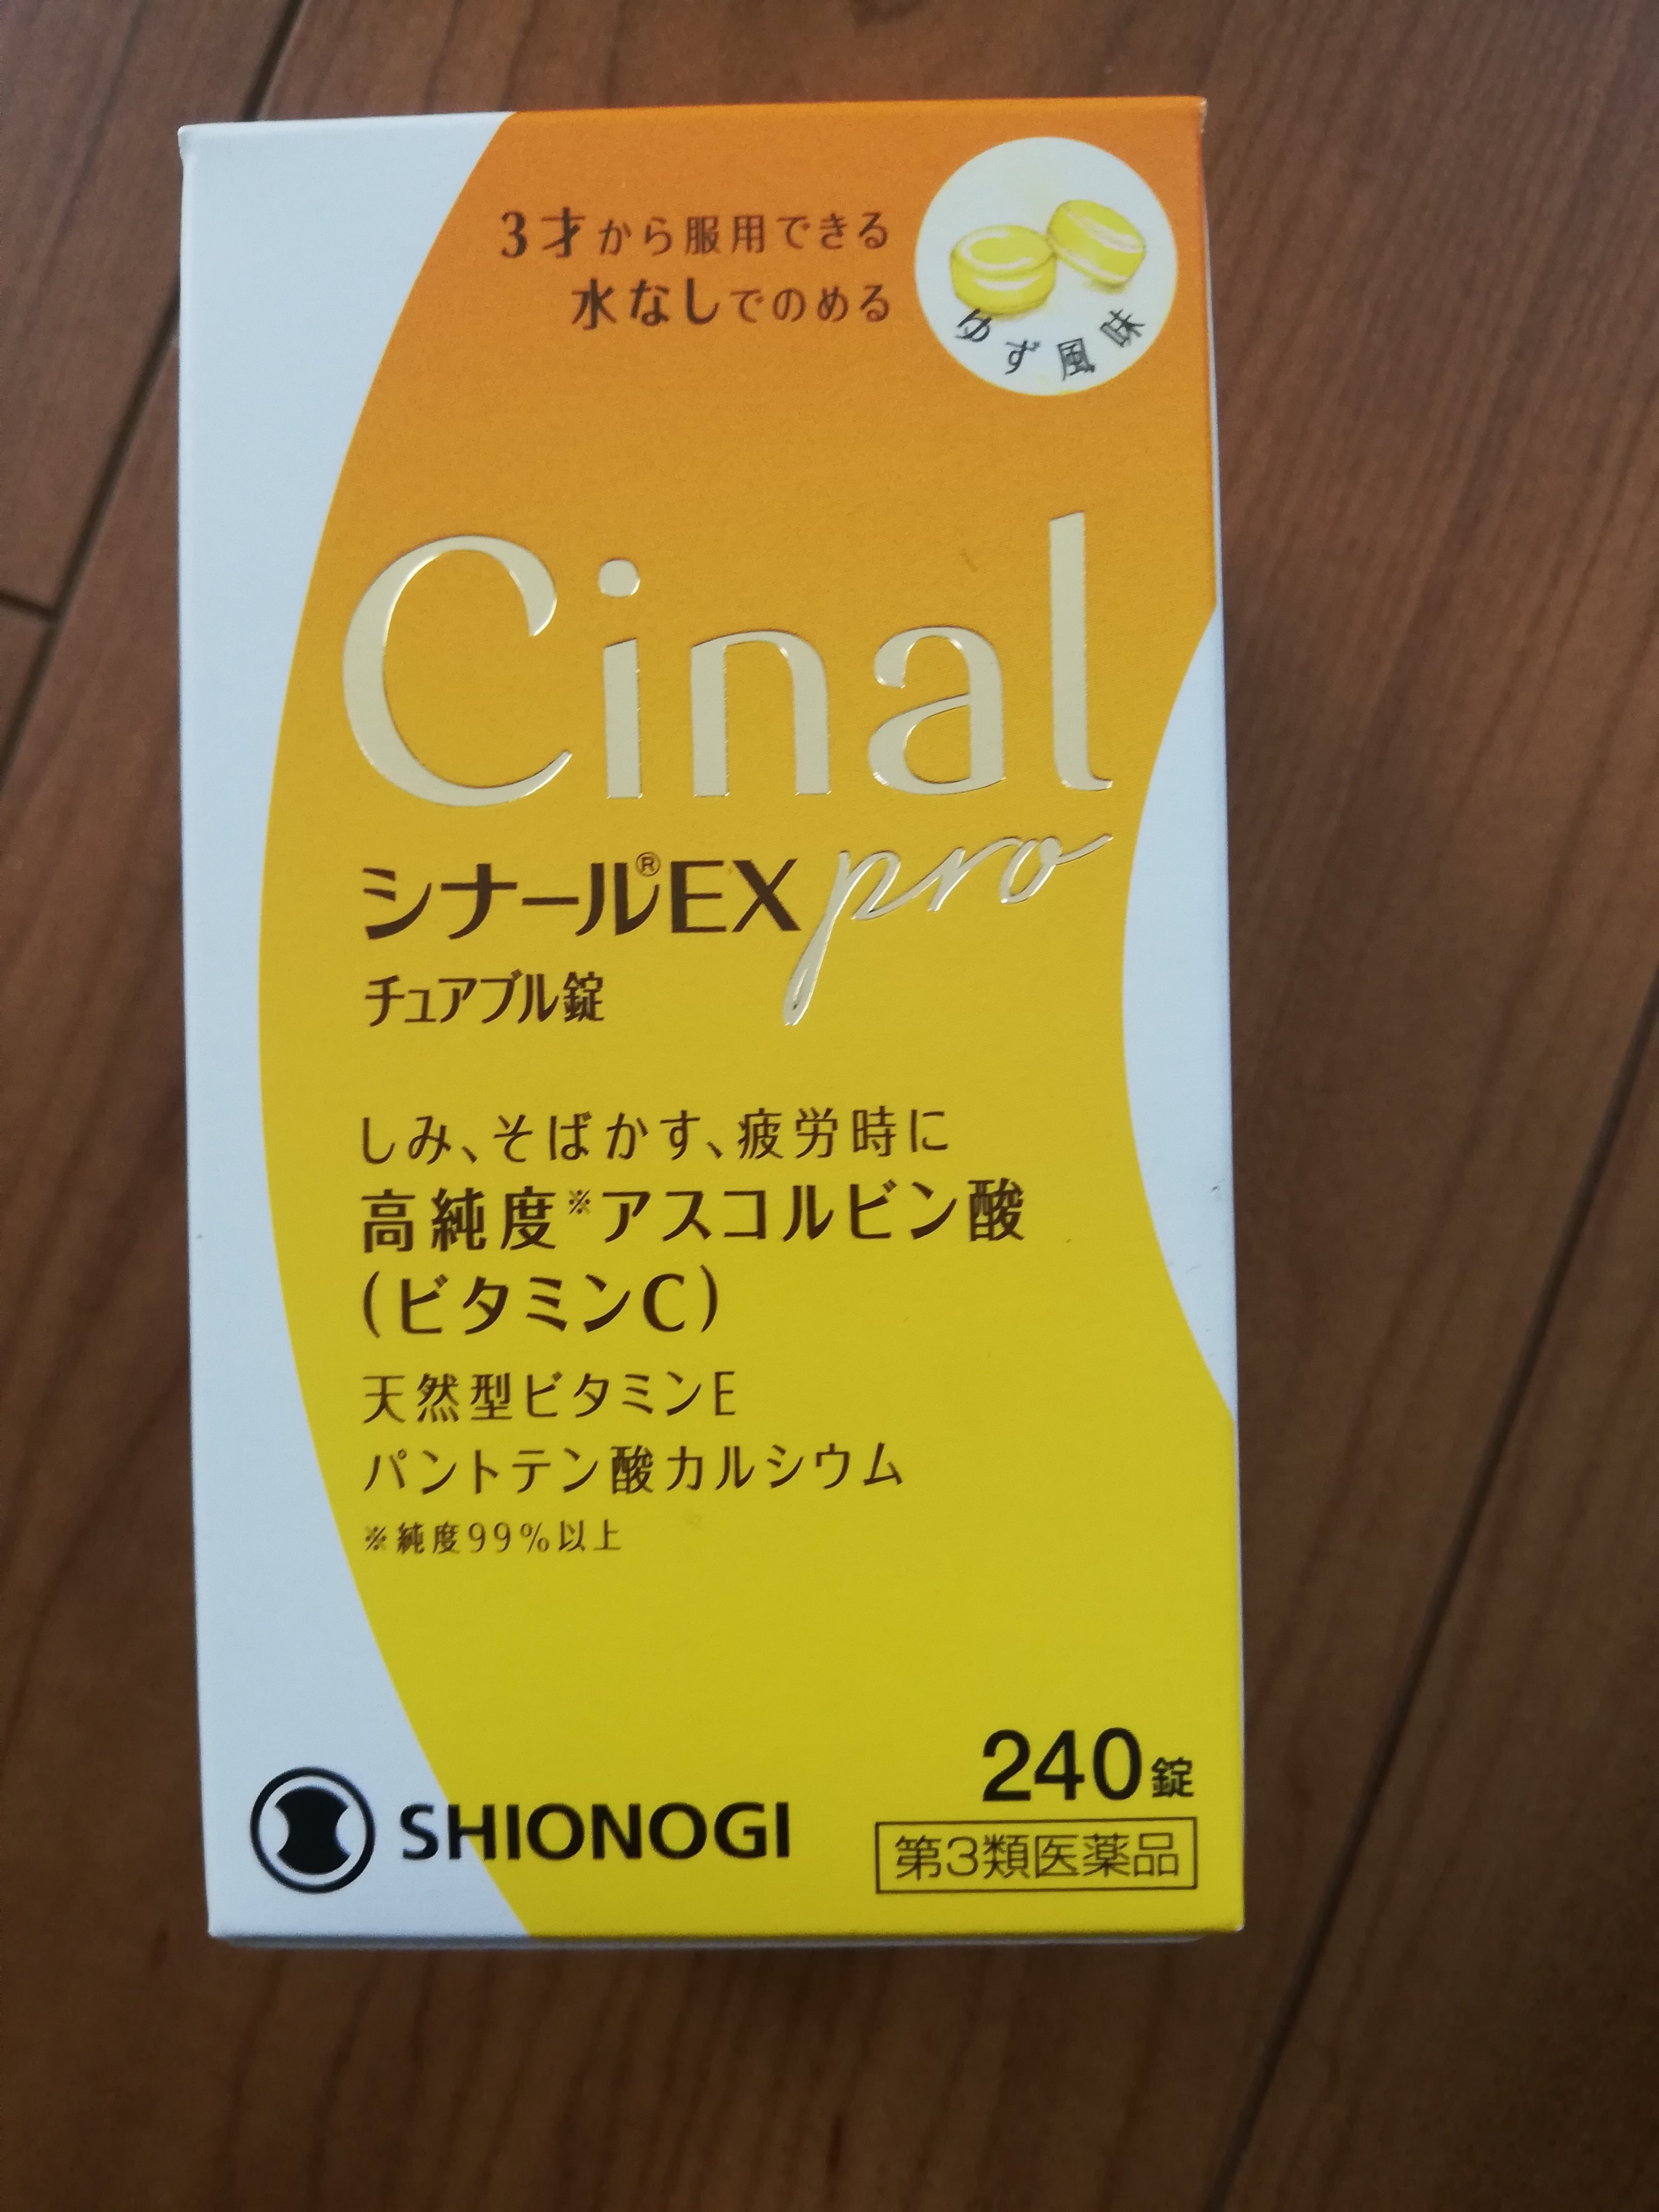 3才から服用できる
水なしでのめる
ゆず風味
Cinal
シナール®EX pro
チュアブル錠
しみ、そばかす、疲労時に
高純度※アスコルビン酸
(ビタミンC)
天然型ビタミンE
パントテン酸カルシウム
※純度99%以上
240錠
SHIONOGI
第3類医薬品